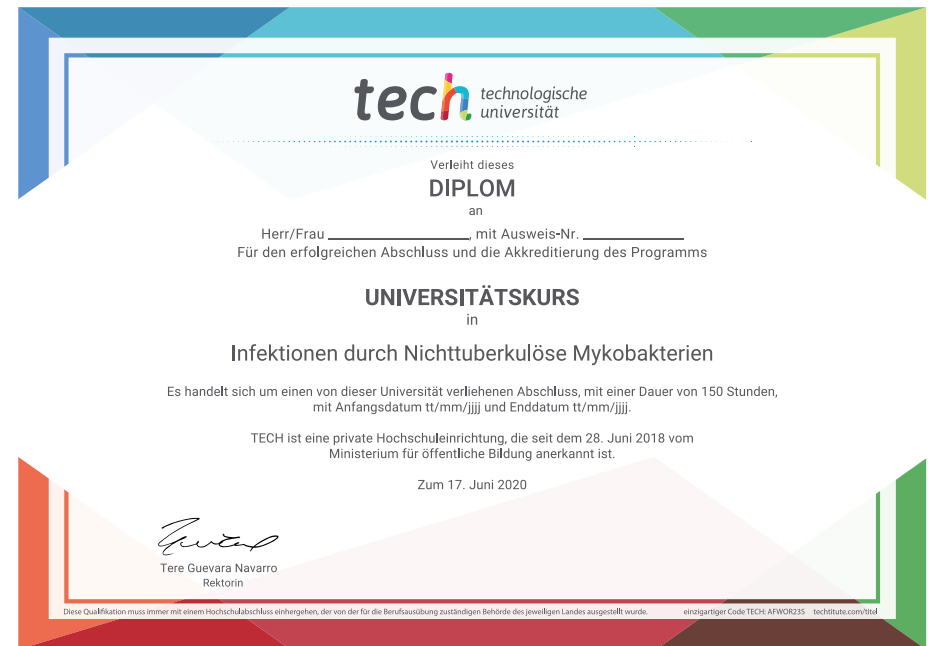 tech technologische
universität
Verleiht dieses
DIPLOM
an
Herr/Frau ____________________, mit Ausweis-Nr. ______________
Für den erfolgreichen Abschluss und die Akkreditierung des Programms
UNIVERSITÄTSKURS
in
Infektionen durch Nichttuberkulöse Mykobakterien
Es handelt sich um einen von dieser Universität verliehenen Abschluss, mit einer Dauer von 150 Stunden,
mit Anfangsdatum tt/mm/jjjj und Enddatum tt/mm/jjjj.
TECH ist eine private Hochschuleinrichtung, die seit dem 28. Juni 2018 vom
Ministerium für öffentliche Bildung anerkannt ist.
Zum 17. Juni 2020
Tere Guevara Navarro
Rektorin
Diese Qualifikation muss immer mit einem Hochschulabschluss einhergehen, der von der für die Berufsausübung zuständigen Behörde des jeweiligen Landes ausgestellt wurde. einzigartiger Code TECH: AFWOR23S techtitute.com/titel